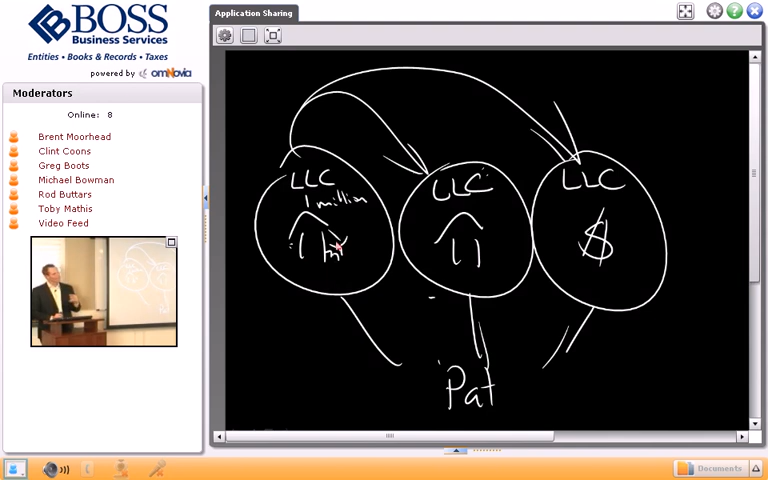 BOSS
Business Services
Entities • Books & Records • Taxes
powered by omNovia
Moderators
Online: 8
Brent Moorhead
Clint Coons
Greg Boots
Michael Bowman
Rod Buttars
Toby Mathis
Video Feed
Application Sharing
LLC
1 million
LLC
LLC
$
Pat
Documents